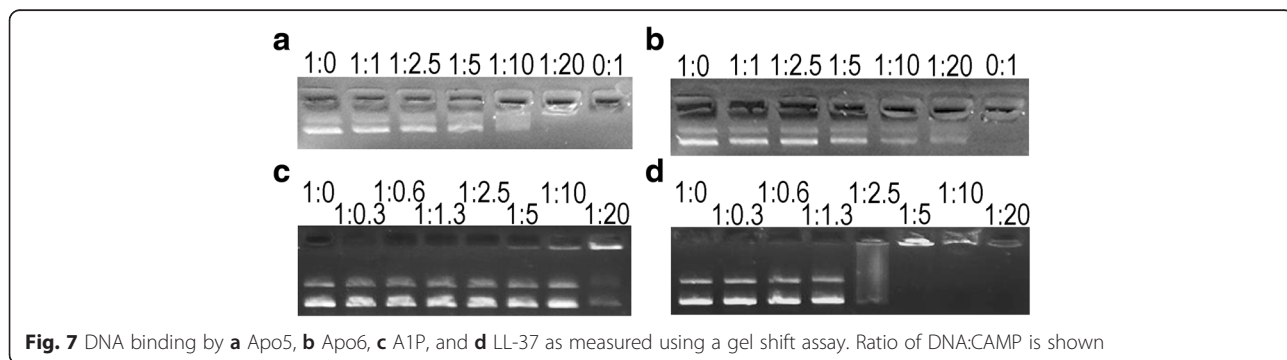 a
1:0 1:1 1:2.5 1:5 1:10 1:20 0:1
b
1:0 1:1 1:2.5 1:5 1:10 1:20 0:1
c
1:0 1:0.6 1:2.5 1:10
1:0.3 1:1.3 1:5 1:20
d
1:0 1:0.6 1:2.5 1:10
1:0.3 1:1.3 1:5 1:20
Fig. 7 DNA binding by a Apo5, b Apo6, c A1P, and d LL-37 as measured using a gel shift assay. Ratio of DNA:CAMP is shown